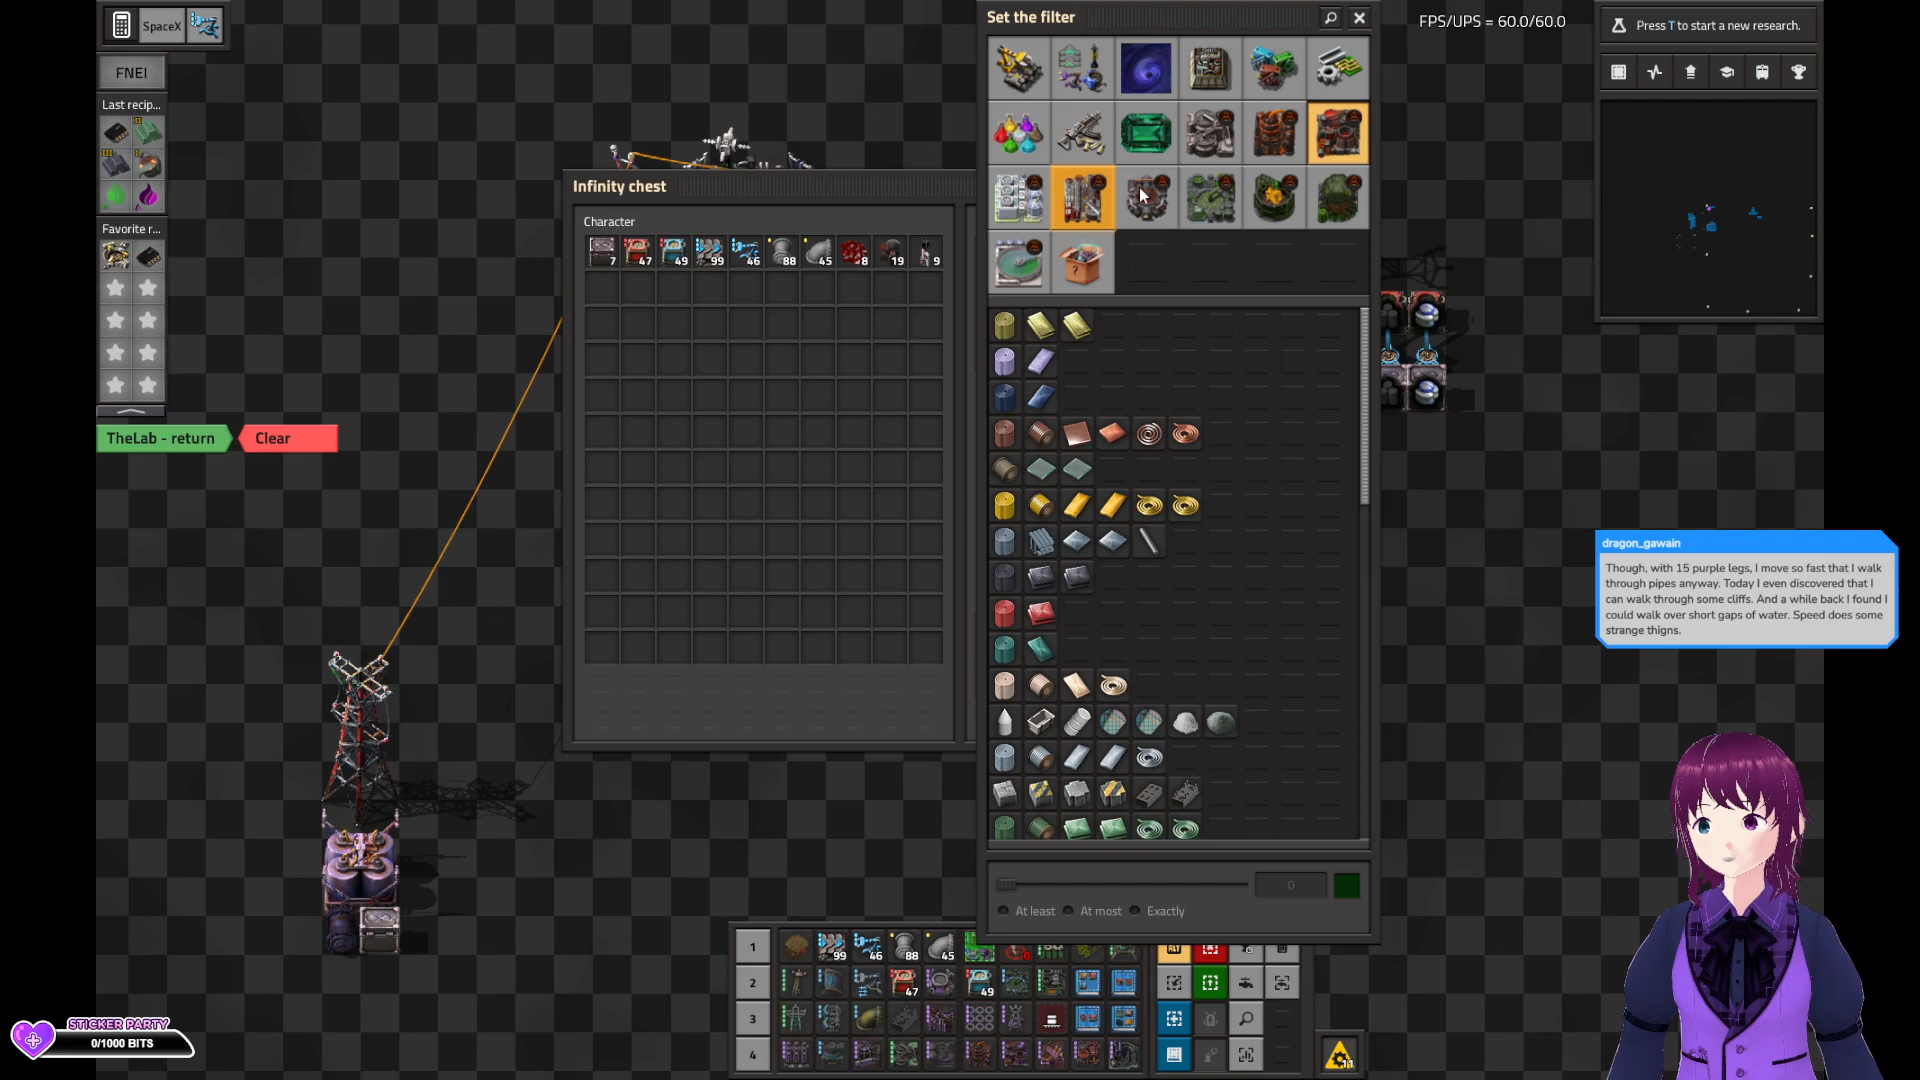 SpaceX
FNEI
Last recip...
Favorite r...
TheLab - return
Clear
Infinity chest
Character
7 47 49 99 46 88 45 8 19 9
Set the filter
0
At least
At most
Exactly
FPS/UPS = 60.0/60.0
Press T to start a new research.
dragon_gawain
Though, with 15 purple legs, I move so fast that I walk
through pipes anyway. Today I even discovered that I
can walk through some cliffs. And a while back I found I
could walk over short gaps of water. Speed does some
strange thigns.
1
99 46 88 45
2
47 49
3
4
STICKER PARTY
0/1000 BITS